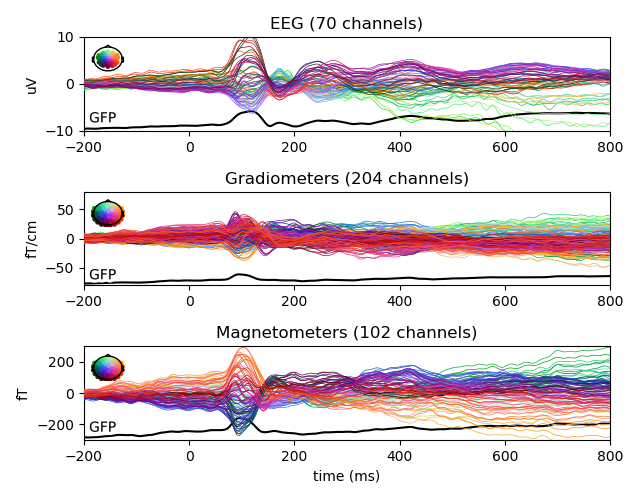 EEG (70 channels)
10
0
−10
uV
GFP
−200 0 200 400 600 800
Gradiometers (204 channels)
50
0
−50
fT/cm
GFP
−200 0 200 400 600 800
Magnetometers (102 channels)
200
0
−200
fT
GFP
−200 0 200 400 600 800
time (ms)